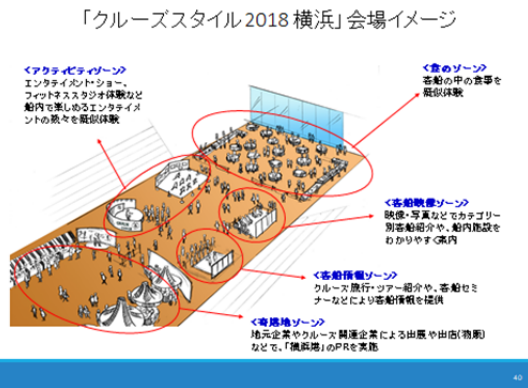 「クルーズスタイル2018 横浜」会場イメージ
<アクティビティゾーン>
エンタテイメント・ショー、
フィットネススタジオ体験など
船内で楽しめるエンタテイメ
ントの数々を疑似体験
<食のゾーン>
客船の中の食事を
疑似体験
<客船映像ゾーン>
映像・写真などでカテゴリー
別客船紹介や、船内施設を
わかりやすく案内
<客船情報ゾーン>
クルーズ旅行・ツアー紹介や、客船セミ
ナーなどにより客船情報を提供
<寄港地ゾーン>
地元企業やクルーズ関連企業による出展や出店(物販)
などで、「横浜港」のPRを実施
40